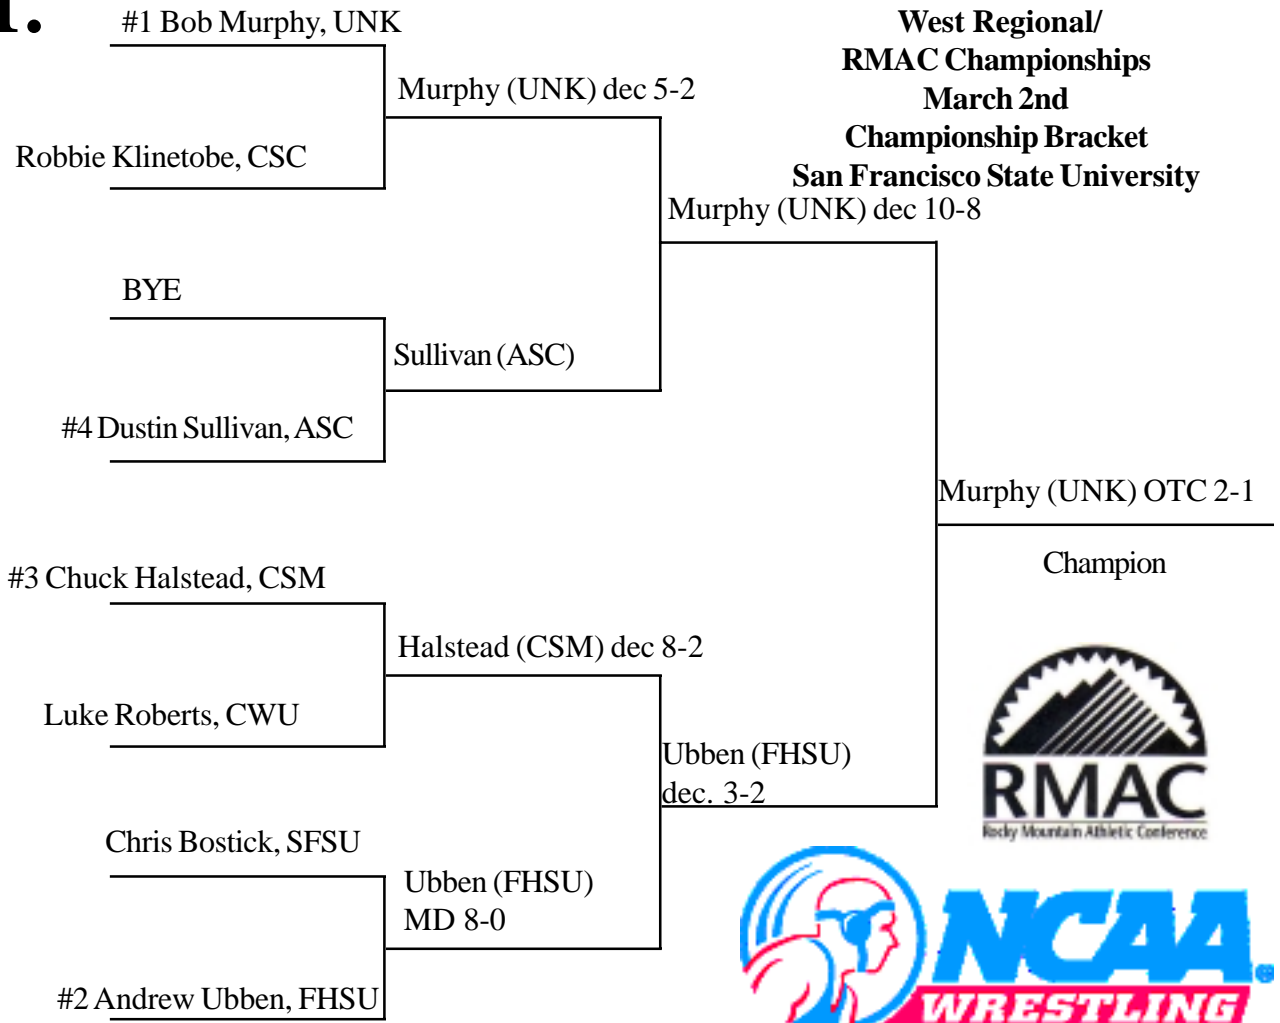 #1 Bob Murphy, UNK
West Regional/
RMAC Championships
March 2nd
Championship Bracket
San Francisco State University
Murphy (UNK) dec 5-2
Robbie Klinetobe, CSC
Murphy (UNK) dec 10-8
BYE
Sullivan (ASC)
#4 Dustin Sullivan, ASC
Murphy (UNK) OTC 2-1
Champion
#3 Chuck Halstead, CSM
Halstead (CSM) dec 8-2
Luke Roberts, CWU
Ubben (FHSU)
dec. 3-2
RMAC
Rocky Mountain Athletic Conference
Chris Bostick, SFSU
Ubben (FHSU)
MD 8-0
#2 Andrew Ubben, FHSU
NCAA
WRESTLING